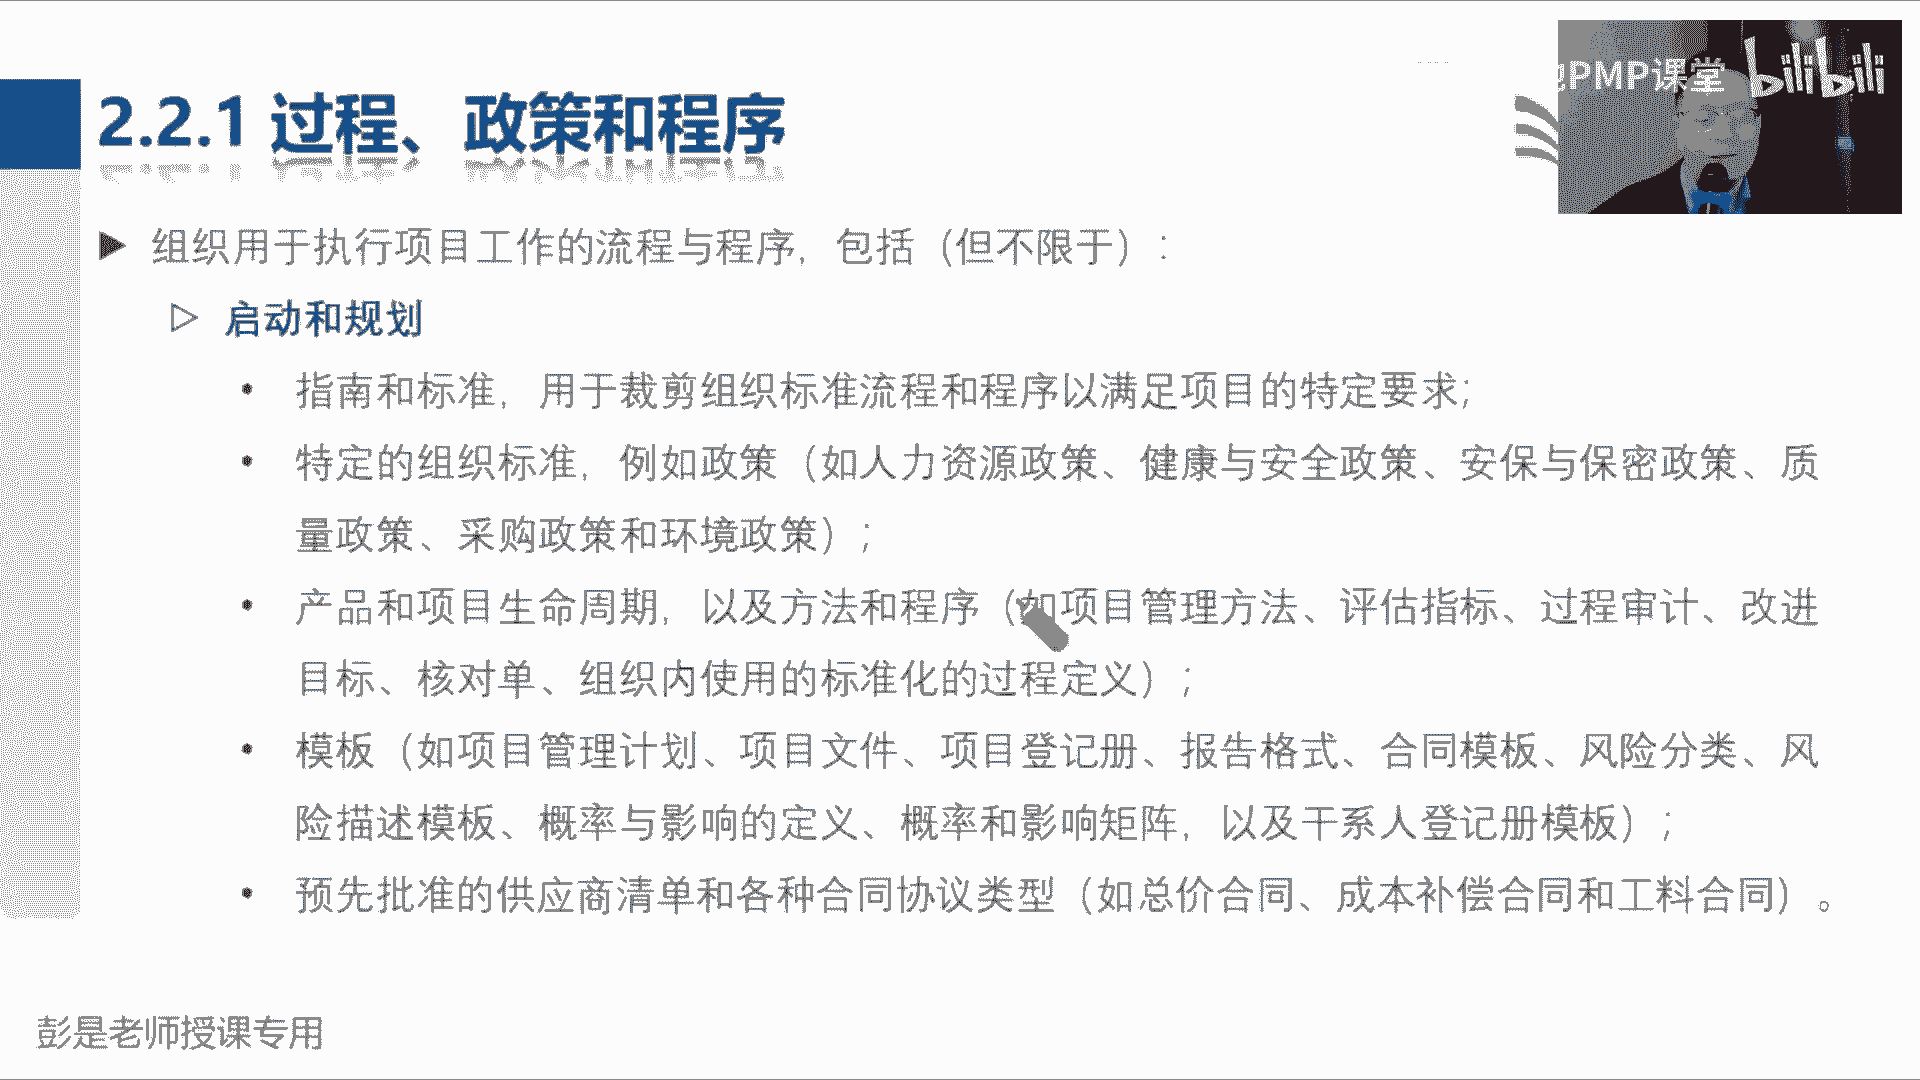 PMP课堂 bilibili
2.2.1 过程、政策和程序
组织用于执行项目工作的流程与程序，包括（但不限于）：
启动和规划
指南和标准，用于裁剪组织标准流程和程序以满足项目的特定要求；
特定的组织标准，例如政策（如人力资源政策、健康与安全政策、安保与保密政策、质
量政策、采购政策和环境政策）；
产品和项目生命周期，以及方法和程序（如项目管理方法、评估指标、过程审计、改进
目标、核对单、组织内使用的标准化的过程定义）；
模板（如项目管理计划、项目文件、项目登记册、报告格式、合同模板、风险分类、风
险描述模板、概率与影响的定义、概率和影响矩阵，以及干系人登记册模板）；
预先批准的供应商清单和各种合同协议类型（如总价合同、成本补偿合同和工料合同）。
彭是老师授课专用